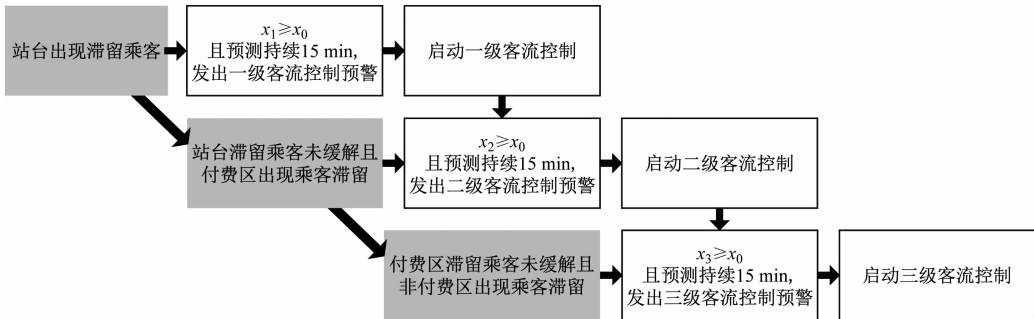 站台出现滞留乘客
x₁≥x₀
且预测持续15 min,
发出一级客流控制预警
启动一级客流控制
站台滞留乘客未缓解且
付费区出现乘客滞留
x₂≥x₀
且预测持续15 min,
发出二级客流控制预警
启动二级客流控制
付费区滞留乘客未缓解且
非付费区出现乘客滞留
x₃≥x₀
且预测持续15 min,
发出三级客流控制预警
启动三级客流控制